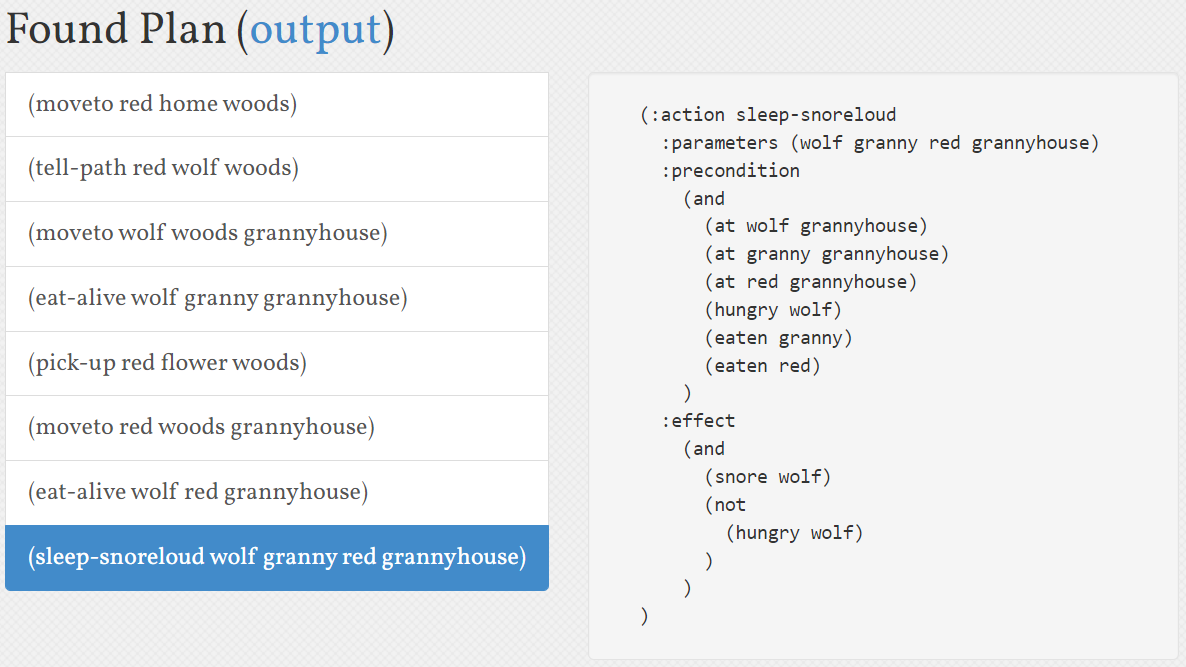 Found Plan (output)
(moveto red home woods)
(tell-path red wolf woods)
(moveto wolf woods grannyhouse)
(eat-alive wolf granny grannyhouse)
(pick-up red flower woods)
(moveto red woods grannyhouse)
(eat-alive wolf red grannyhouse)
(sleep-snoreloud wolf granny red grannyhouse)
(:action sleep-snoreloud
  :parameters (wolf granny red grannyhouse)
  :precondition
    (and
      (at wolf grannyhouse)
      (at granny grannyhouse)
      (at red grannyhouse)
      (hungry wolf)
      (eaten granny)
      (eaten red)
    )
  :effect
    (and
      (snore wolf)
      (not
        (hungry wolf)
      )
    )
)